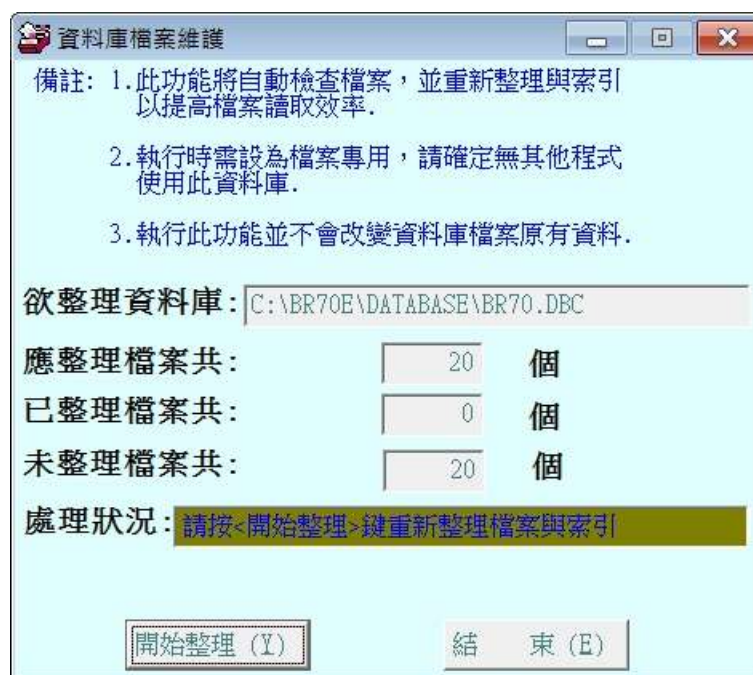 資料庫檔案維護
備註: 1.此功能將自動檢查檔案，並重新整理與索引
以提高檔案讀取效率.
2.執行時需設為檔案專用，請確定無其他程式
使用此資料庫.
3.執行此功能並不會改變資料庫檔案原有資料.
欲整理資料庫: C:\BR70E\DATABASE\BR70.DBC
應整理檔案共: 20 個
已整理檔案共: 0 個
未整理檔案共: 20 個
處理狀況: 請按<開始整理>鍵重新整理檔案與索引
開始整理 (Y) 結 束 (E)